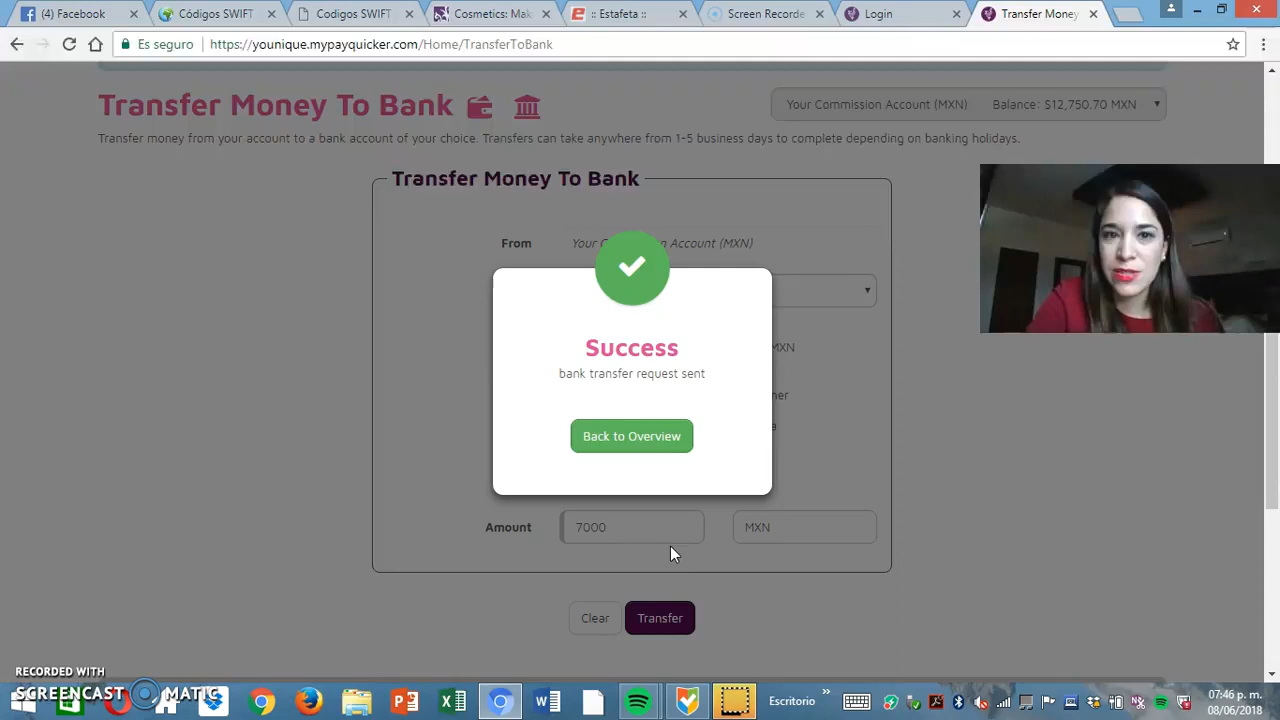 (4) Facebook
Códigos SWIFT
Codigos SWIFT
Cosmetics: Mak
:: Estafeta ::
Screen Recorde
Login
Transfer Money
Es seguro
https://younique.mypayquicker.com/Home/TransferToBank
Transfer Money To Bank
Your Commission Account (MXN) Balance: $12,750.70 MXN
Transfer money from your account to a bank account of your choice. Transfers can take anywhere from 1-5 business days to complete depending on banking holidays.
Transfer Money To Bank
From
Your Commission Account (MXN)
MXN
Success
bank transfer request sent
ner
a
Back to Overview
Amount
7000
MXN
Clear
Transfer
RECORDED WITH
SCREENCAST MATIC
Escritorio
07:46 p. m.
08/06/2018